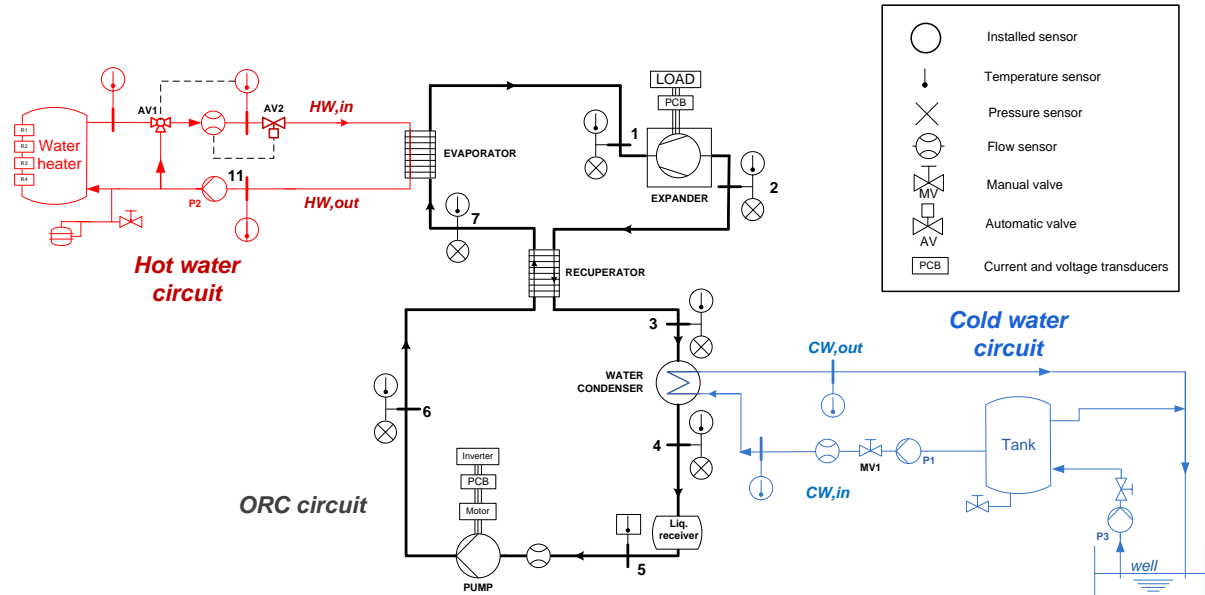 R1
R2
R3
R4
Water
heater
AV1
AV2
HW,in
P2
11
HW,out
Hot water
circuit
EVAPORATOR
LOAD
PCB
1
EXPANDER
2
7
RECUPERATOR
3
WATER
CONDENSER
4
6
Inverter
PCB
Motor
PUMP
ORC circuit
Liq.
receiver
5
Installed sensor
Temperature sensor
Pressure sensor
Flow sensor
MV
Manual valve
AV
Automatic valve
PCB
Current and voltage transducers
Cold water
circuit
CW,out
CW,in
MV1
P1
Tank
P3
well